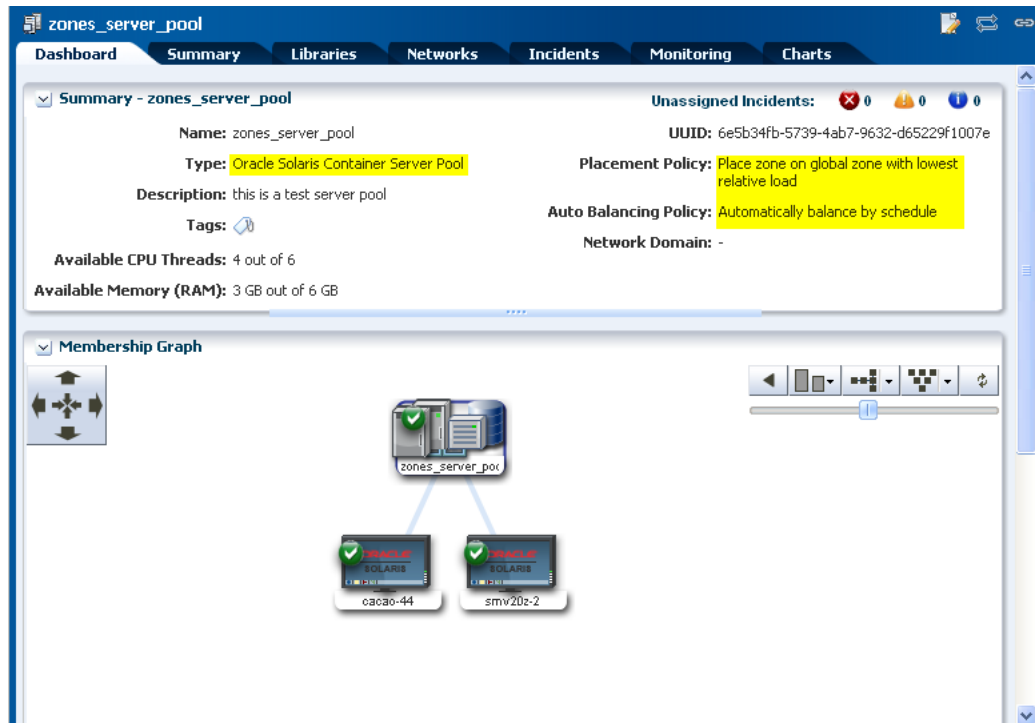 zones_server_pool
Dashboard Summary Libraries Networks Incidents Monitoring Charts
Summary - zones_server_pool
Unassigned Incidents: 0 0 0
Name: zones_server_pool
UUID: 6e5b34fb-5739-4ab7-9632-d65229f1007e
Type: Oracle Solaris Container Server Pool
Placement Policy: Place zone on global zone with lowest
relative load
Description: this is a test server pool
Auto Balancing Policy: Automatically balance by schedule
Tags:
Network Domain: -
Available CPU Threads: 4 out of 6
Available Memory (RAM): 3 GB out of 6 GB
Membership Graph
zones_server_poo
ORACLE
SOLARIS
cacao-44
ORACLE
SOLARIS
smv20z-2